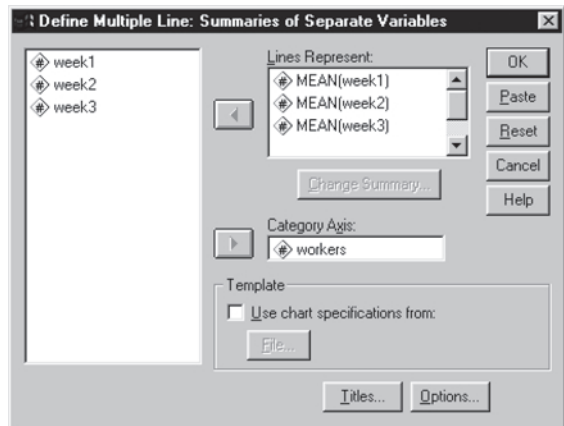 Define Multiple Line: Summaries of Separate Variables
week1
week2
week3
Lines Represent:
MEAN(week1)
MEAN(week2)
MEAN(week3)
Change Summary...
Category Axis:
workers
Template
Use chart specifications from:
File...
Titles...
Options...
OK
Paste
Reset
Cancel
Help